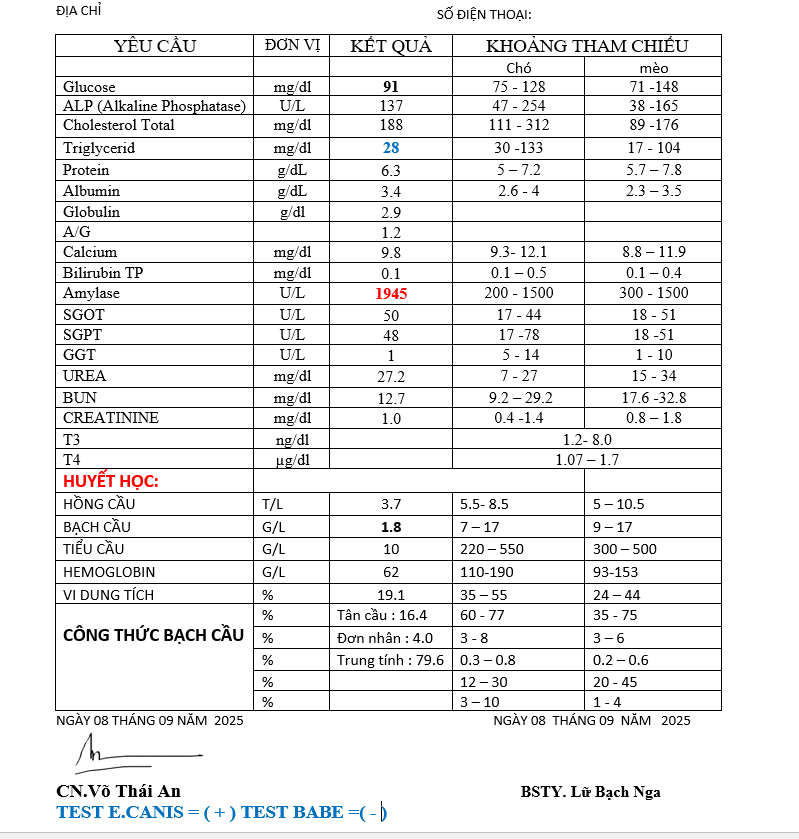 ĐỊA CHỈ SỐ ĐIỆN THOẠI:
YÊU CẦU ĐƠN VỊ KẾT QUẢ KHOẢNG THAM CHIẾU
Chó mèo
Glucose mg/dl 91 75 - 128 71 -148
ALP (Alkaline Phosphatase) U/L 137 47 - 254 38 -165
Cholesterol Total mg/dl 188 111 - 312 89 -176
Triglycerid mg/dl 28 30 -133 17 - 104
Protein g/dL 6.3 5 – 7.2 5.7 – 7.8
Albumin g/dL 3.4 2.6 - 4 2.3 – 3.5
Globulin g/dl 2.9
A/G 1.2
Calcium mg/dl 9.8 9.3- 12.1 8.8 – 11.9
Bilirubin TP mg/dl 0.1 0.1 – 0.5 0.1 – 0.4
Amylase U/L 1945 200 - 1500 300 - 1500
SGOT U/L 50 17 - 44 18 - 51
SGPT U/L 48 17 -78 18 -51
GGT U/L 1 5 - 14 1 - 10
UREA mg/dl 27.2 7 - 27 15 - 34
BUN mg/dl 12.7 9.2 – 29.2 17.6 -32.8
CREATININE mg/dl 1.0 0.4 -1.4 0.8 – 1.8
T3 ng/dl 1.2- 8.0
T4 µg/dl 1.07 – 1.7
HUYẾT HỌC:
HỒNG CẦU T/L 3.7 5.5- 8.5 5 – 10.5
BẠCH CẦU G/L 1.8 7 – 17 9 – 17
TIỂU CẦU G/L 10 220 – 550 300 – 500
HEMOGLOBIN G/L 62 110-190 93-153
VI DUNG TÍCH % 19.1 35 – 55 24 – 44
CÔNG THỨC BẠCH CẦU % Tân cầu : 16.4 60 - 77 35 - 75
% Đơn nhân : 4.0 3 - 8 3 – 6
% Trung tính : 79.6 0.3 – 0.8 0.2 – 0.6
% 12 – 30 20 - 45
% 3 – 10 1 - 4
NGÀY 08 THÁNG 09 NĂM 2025 NGÀY 08 THÁNG 09 NĂM 2025
CN.Võ Thái An BSTY. Lữ Bạch Nga
TEST E.CANIS = ( + ) TEST BABE =( - )